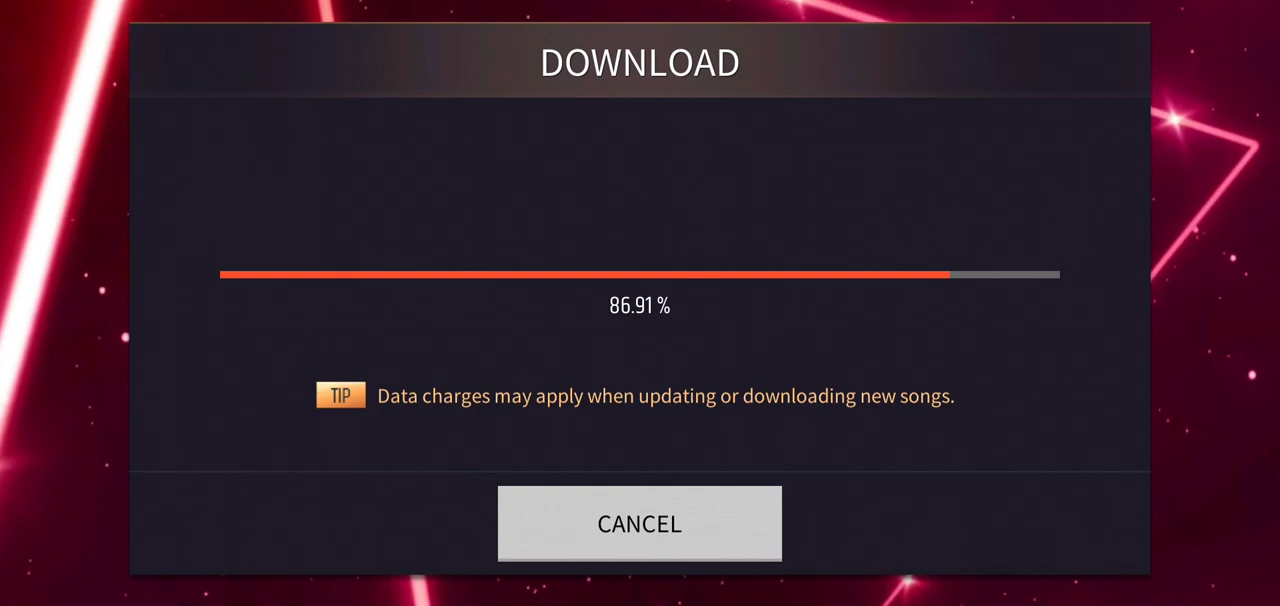 DOWNLOAD
86.91 %
TIP Data charges may apply when updating or downloading new songs.
CANCEL